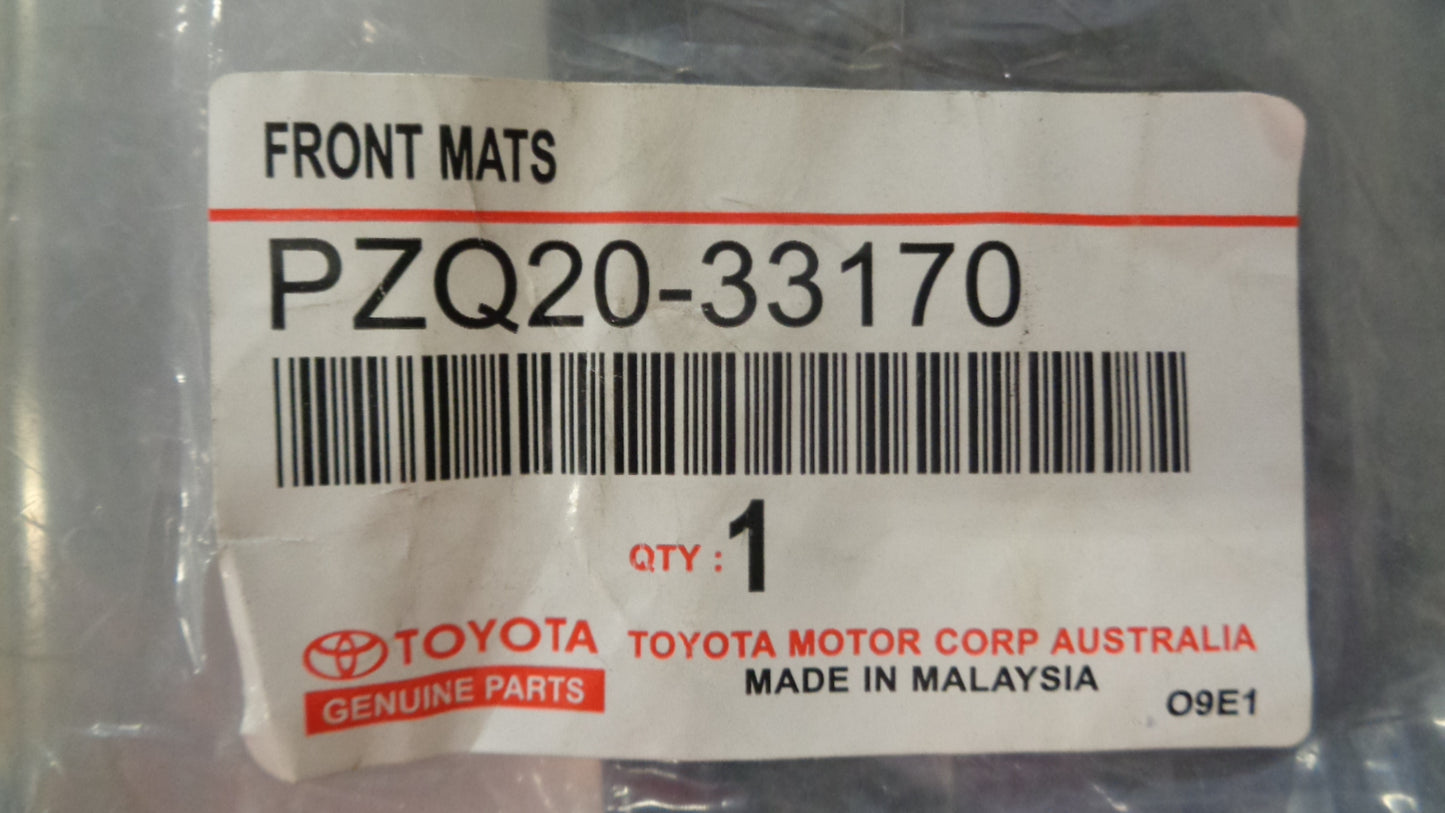 FRONT MATS
PZQ20-33170
QTY : 1
TOYOTA
GENUINE PARTS
TOYOTA MOTOR CORP AUSTRALIA
MADE IN MALAYSIA
O9E1